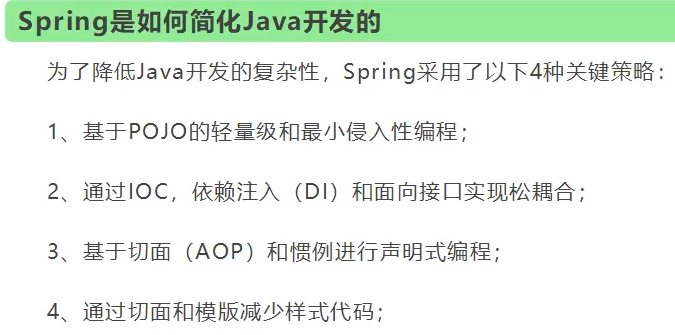 Spring是如何简化Java开发的
为了降低Java开发的复杂性，Spring采用了以下4种关键策略：
1、基于POJO的轻量级和最小侵入性编程；
2、通过IOC，依赖注入（DI）和面向接口实现松耦合；
3、基于切面（AOP）和惯例进行声明式编程；
4、通过切面和模版减少样式代码；